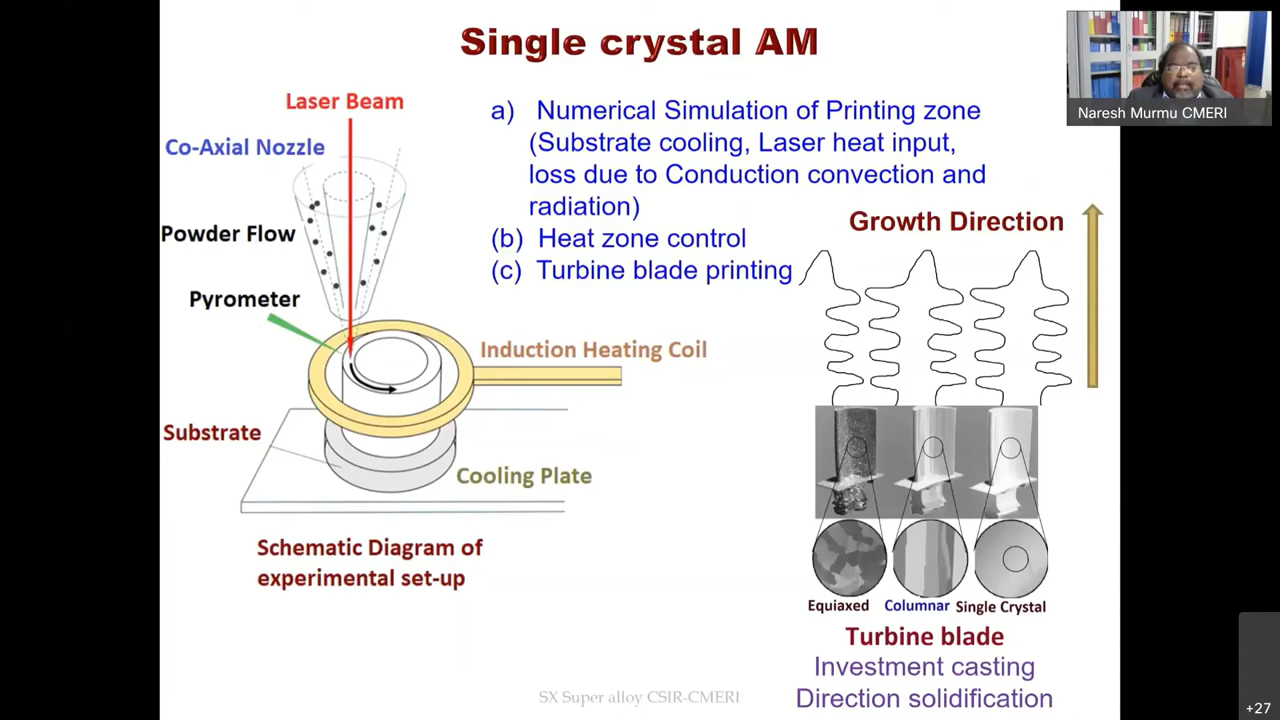 Single crystal AM
Naresh Murmu CMERI
Laser Beam
Co-Axial Nozzle
Powder Flow
Pyrometer
Induction Heating Coil
Substrate
Cooling Plate
Schematic Diagram of
experimental set-up
a) Numerical Simulation of Printing zone
(Substrate cooling, Laser heat input,
loss due to Conduction convection and
radiation)
(b) Heat zone control
(c) Turbine blade printing
Growth Direction
Equiaxed Columnar Single Crystal
Turbine blade
Investment casting
Direction solidification
SX Super alloy CSIR-CMERI
+27